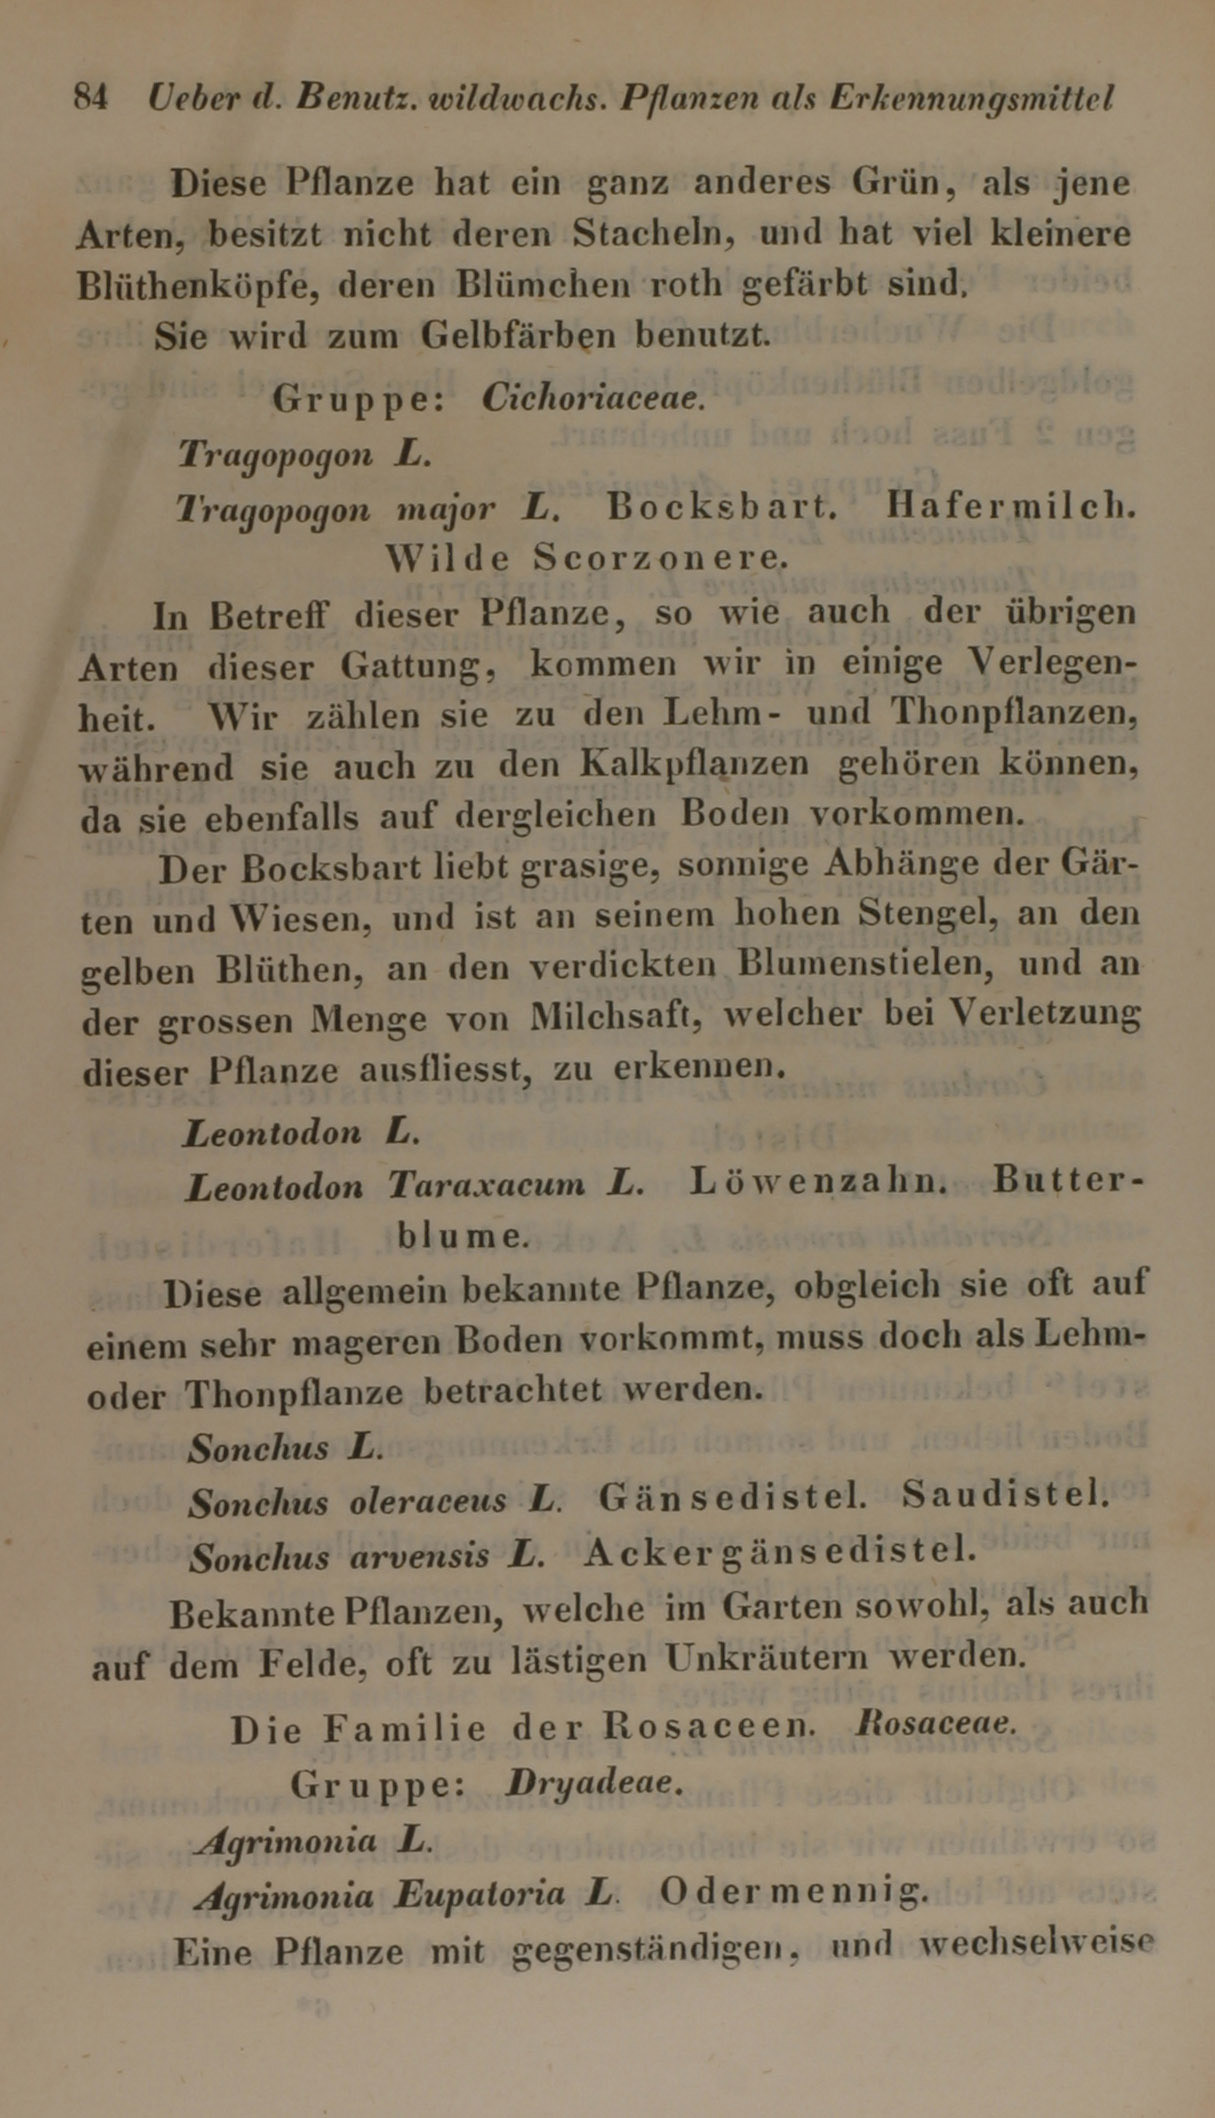 84 Ueber d. Benutz. wildwachs. Pflanzen als Erkennungsmittel
Diese Pflanze hat ein ganz anderes Grün, als jene
Arten, besitzt nicht deren Stacheln, und hat viel kleinere
Blüthenköpfe, deren Blümchen roth gefärbt sind.
Sie wird zum Gelbfärben benutzt.
Gruppe: Cichoriaceae.
Tragopogon L.
Tragopogon major L. Bocksbart. Hafermilch.
Wilde Scorzonere.
In Betreff dieser Pflanze, so wie auch der übrigen
Arten dieser Gattung, kommen wir in einige Verlegen-
heit. Wir zählen sie zu den Lehm- und Thonpflanzen,
während sie auch zu den Kalkpflanzen gehören können,
da sie ebenfalls auf dergleichen Boden vorkommen.
Der Bocksbart liebt grasige, sonnige Abhänge der Gär-
ten und Wiesen, und ist an seinem hohen Stengel, an den
gelben Blüthen, an den verdickten Blumenstielen, und an
der grossen Menge von Milchsaft, welcher bei Verletzung
dieser Pflanze ausfliesst, zu erkennen.
Leontodon L.
Leontodon Taraxacum L. Löwenzahn. Butter-
blume.
Diese allgemein bekannte Pflanze, obgleich sie oft auf
einem sehr mageren Boden vorkommt, muss doch als Lehm-
oder Thonpflanze betrachtet werden.
Sonchus L.
Sonchus oleraceus L. Gänsedistel. Saudistel.
Sonchus arvensis L. Ackergänsedistel.
Bekannte Pflanzen, welche im Garten sowohl, als auch
auf dem Felde, oft zu lästigen Unkräutern werden.
Die Familie der Rosaceen. Rosaceae.
Gruppe: Dryadeae.
Agrimonia L.
Agrimonia Eupatoria L. Odermennig.
Eine Pflanze mit gegenständigen, und wechselweise